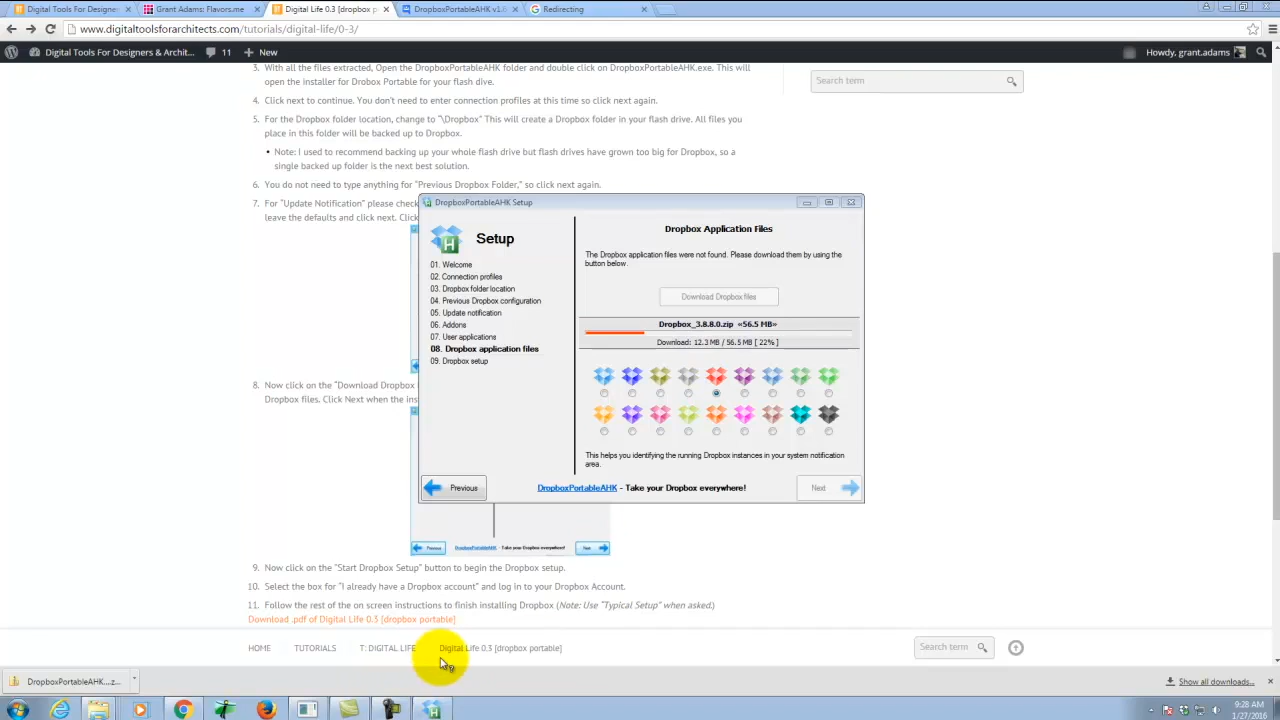 Digital Tools For Designe
Grant Adams: Flavors.me
Digital Life 0.3 [dropbox p
DropboxPortableAHK v1.6
Redirecting
www.digitaltoolsforarchitects.com/tutorials/digital-life/0-3/
Digital Tools For Designers & Archit...
11
New
Howdy, grant.adams
3. With all the files extracted, Open the DropboxPortableAHK folder and double click on DropboxPortableAHK.exe. This will
open the installer for Drobox Portable for your flash dive.
Search term
4. Click next to continue. You don't need to enter connection profiles at this time so click next again.
5. For the Dropbox folder location, change to "\Dropbox" This will create a Dropbox folder in your flash drive. All files you
place in this folder will be backed up to Dropbox.
• Note: I used to recommend backing up your whole flash drive but flash drives have grown too big for Dropbox, so a
single backed up folder is the next best solution.
6. You do not need to type anything for "Previous Dropbox Folder," so click next again.
7. For "Update Notification" please chec
leave the defaults and click next. Click
DropboxPortableAHK Setup
Setup
01. Welcome
02. Connection profiles
03. Dropbox folder location
04. Previous Dropbox configuration
05. Update notification
06. Addons
07. User applications
08. Dropbox application files
09. Dropbox setup
Dropbox Application Files
The Dropbox application files were not found. Please download them by using the
button below.
Download Dropbox files
Dropbox_3.8.8.0.zip «56.5 MB»
Download: 12.3 MB / 56.5 MB [ 22% ]
This helps you identifying the running Dropbox instances in your system notification
area.
Previous
DropboxPortableAHK - Take your Dropbox everywhere!
Next
8. Now click on the "Download Dropbox
Dropbox files. Click Next when the ins
Previous
DropboxPortableAHK - Take your Dropbox everywhere!
Next
9. Now click on the "Start Dropbox Setup" button to begin the Dropbox setup.
10. Select the box for "I already have a Dropbox account" and log in to your Dropbox Account.
11. Follow the rest of the on screen instructions to finish installing Dropbox (Note: Use "Typical Setup" when asked.)
Download .pdf of Digital Life 0.3 [dropbox portable]
HOME
TUTORIALS
T: DIGITAL LIFE
Digital Life 0.3 [dropbox portable]
Search term
DropboxPortableAHK....z...
Show all downloads...
9:28 AM
1/27/2016